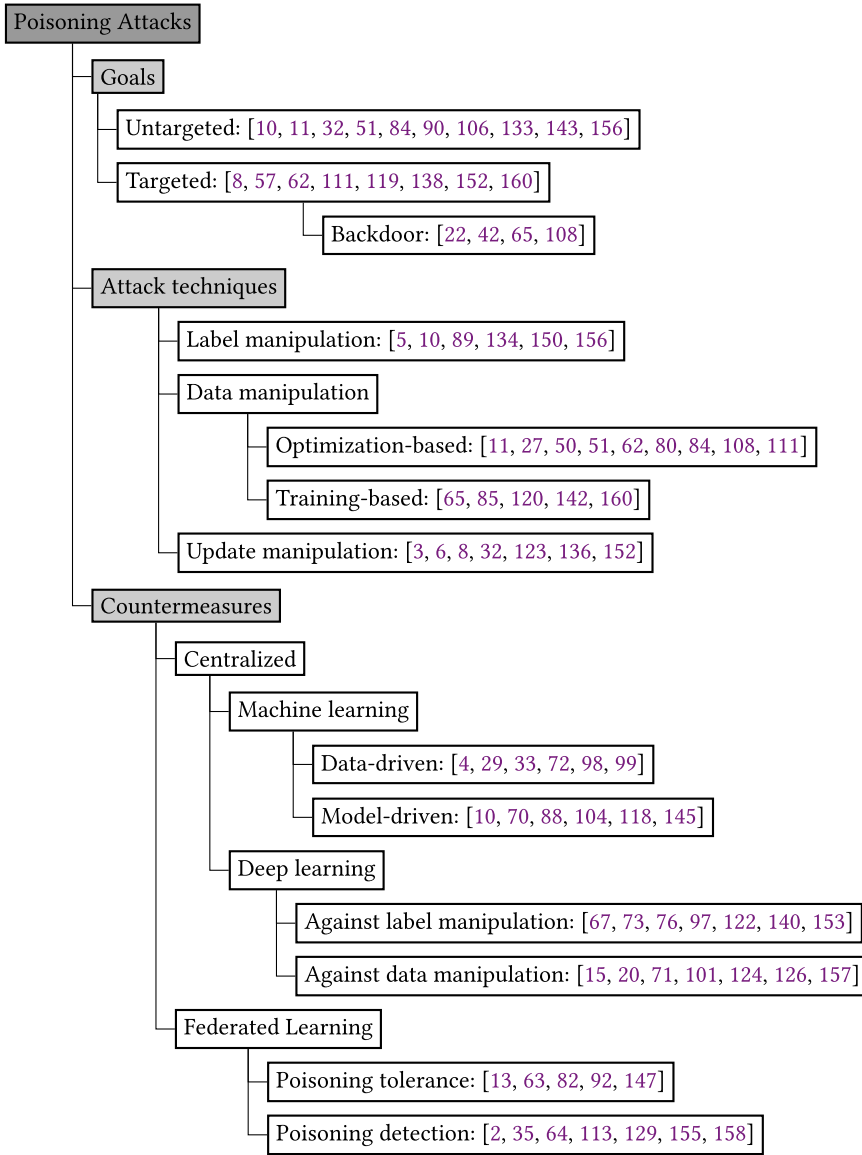 Poisoning Attacks
Goals
Untargeted: [10, 11, 32, 51, 84, 90, 106, 133, 143, 156]
Targeted: [8, 57, 62, 111, 119, 138, 152, 160]
Backdoor: [22, 42, 65, 108]
Attack techniques
Label manipulation: [5, 10, 89, 134, 150, 156]
Data manipulation
Optimization-based: [11, 27, 50, 51, 62, 80, 84, 108, 111]
Training-based: [65, 85, 120, 142, 160]
Update manipulation: [3, 6, 8, 32, 123, 136, 152]
Countermeasures
Centralized
Machine learning
Data-driven: [4, 29, 33, 72, 98, 99]
Model-driven: [10, 70, 88, 104, 118, 145]
Deep learning
Against label manipulation: [67, 73, 76, 97, 122, 140, 153]
Against data manipulation: [15, 20, 71, 101, 124, 126, 157]
Federated Learning
Poisoning tolerance: [13, 63, 82, 92, 147]
Poisoning detection: [2, 35, 64, 113, 129, 155, 158]